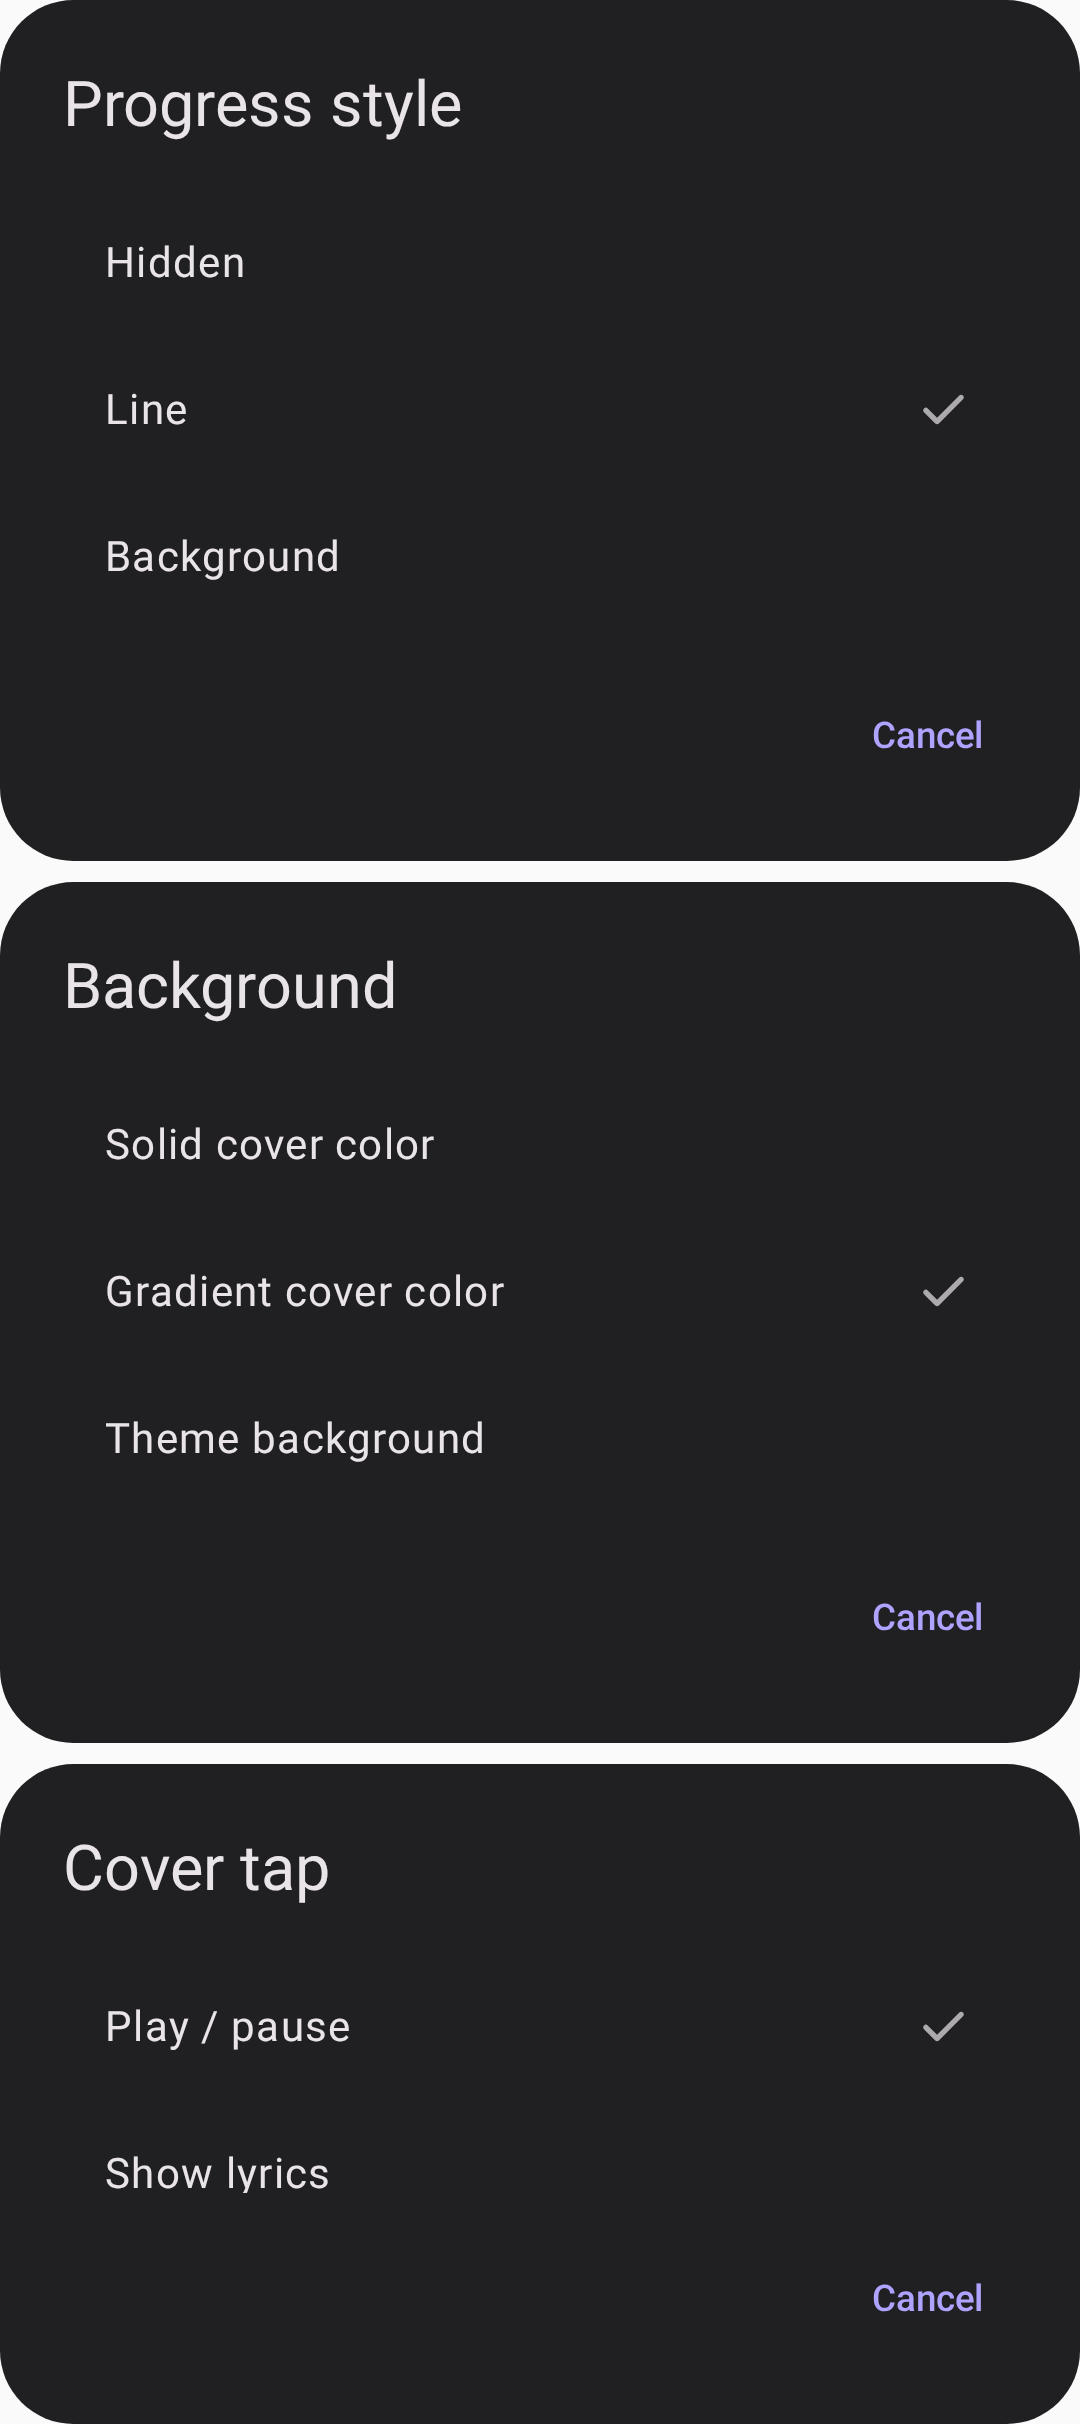 Progress style
Hidden
Line
Background
Cancel
Background
Solid cover color
Gradient cover color
Theme background
Cancel
Cover tap
Play / pause
Show lyrics
Cancel